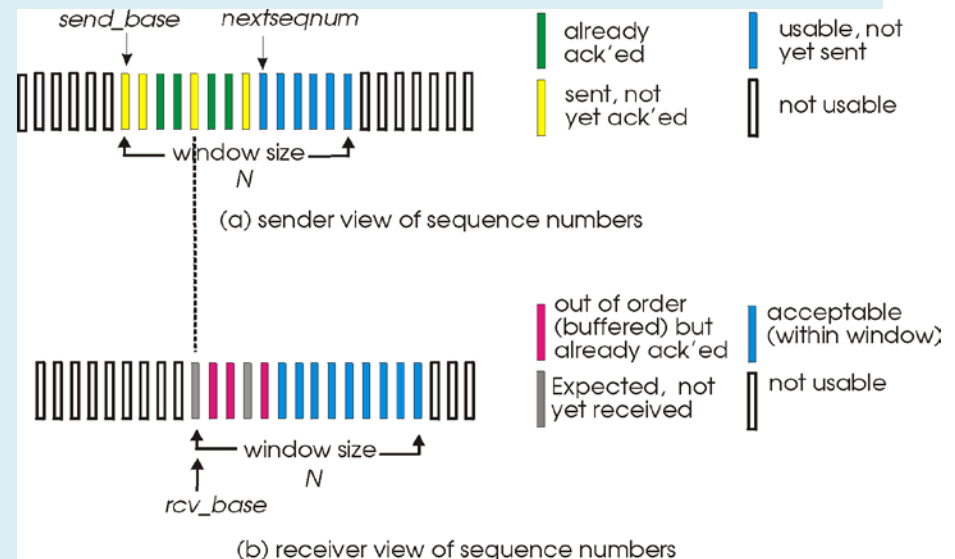 send_base
nextseqnum
already
ack'ed
usable, not
yet sent
sent, not
yet ack'ed
not usable
window size
N
(a) sender view of sequence numbers
out of order
(buffered) but
already ack'ed
acceptable
(within window)
Expected, not
yet received
not usable
window size
N
rcv_base
(b) receiver view of sequence numbers